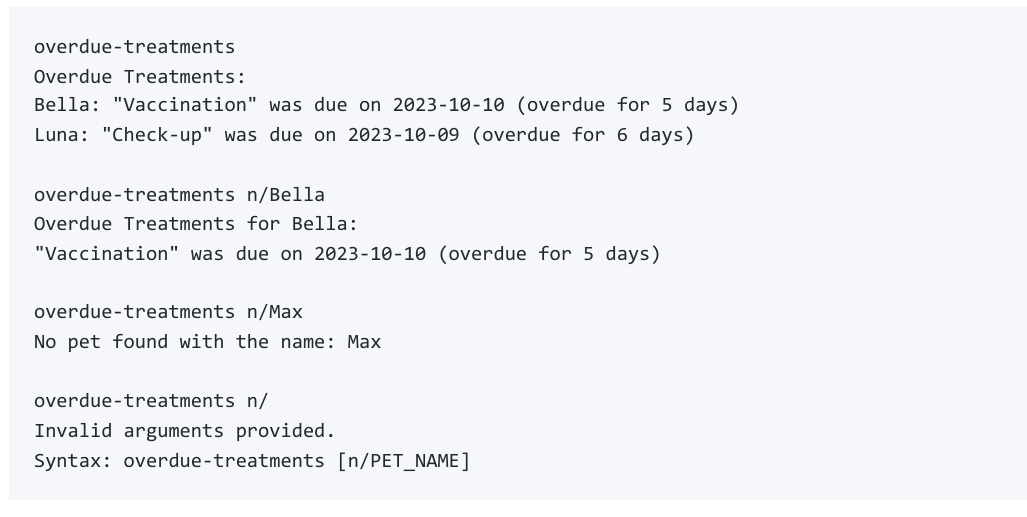 overdue-treatments
Overdue Treatments:
Bella: "Vaccination" was due on 2023-10-10 (overdue for 5 days)
Luna: "Check-up" was due on 2023-10-09 (overdue for 6 days)
overdue-treatments n/Bella
Overdue Treatments for Bella:
"Vaccination" was due on 2023-10-10 (overdue for 5 days)
overdue-treatments n/Max
No pet found with the name: Max
overdue-treatments n/
Invalid arguments provided.
Syntax: overdue-treatments [n/PET_NAME]